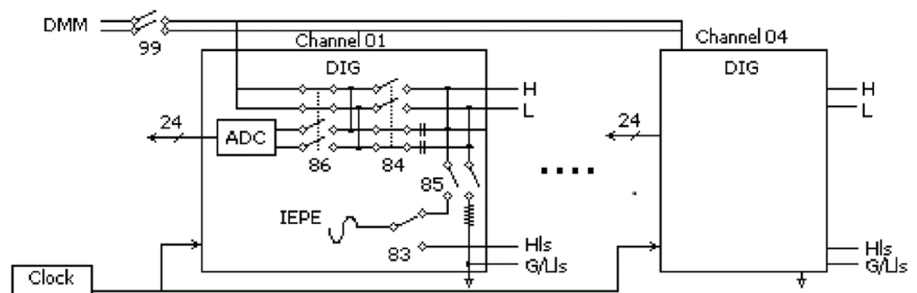 DMM
99
Channel 01
Channel 04
DIG
DIG
H
L
H
L
24
ADC
24
86
84
85
IEPE
83
Hls
G/Lls
Hls
G/Lls
Clock